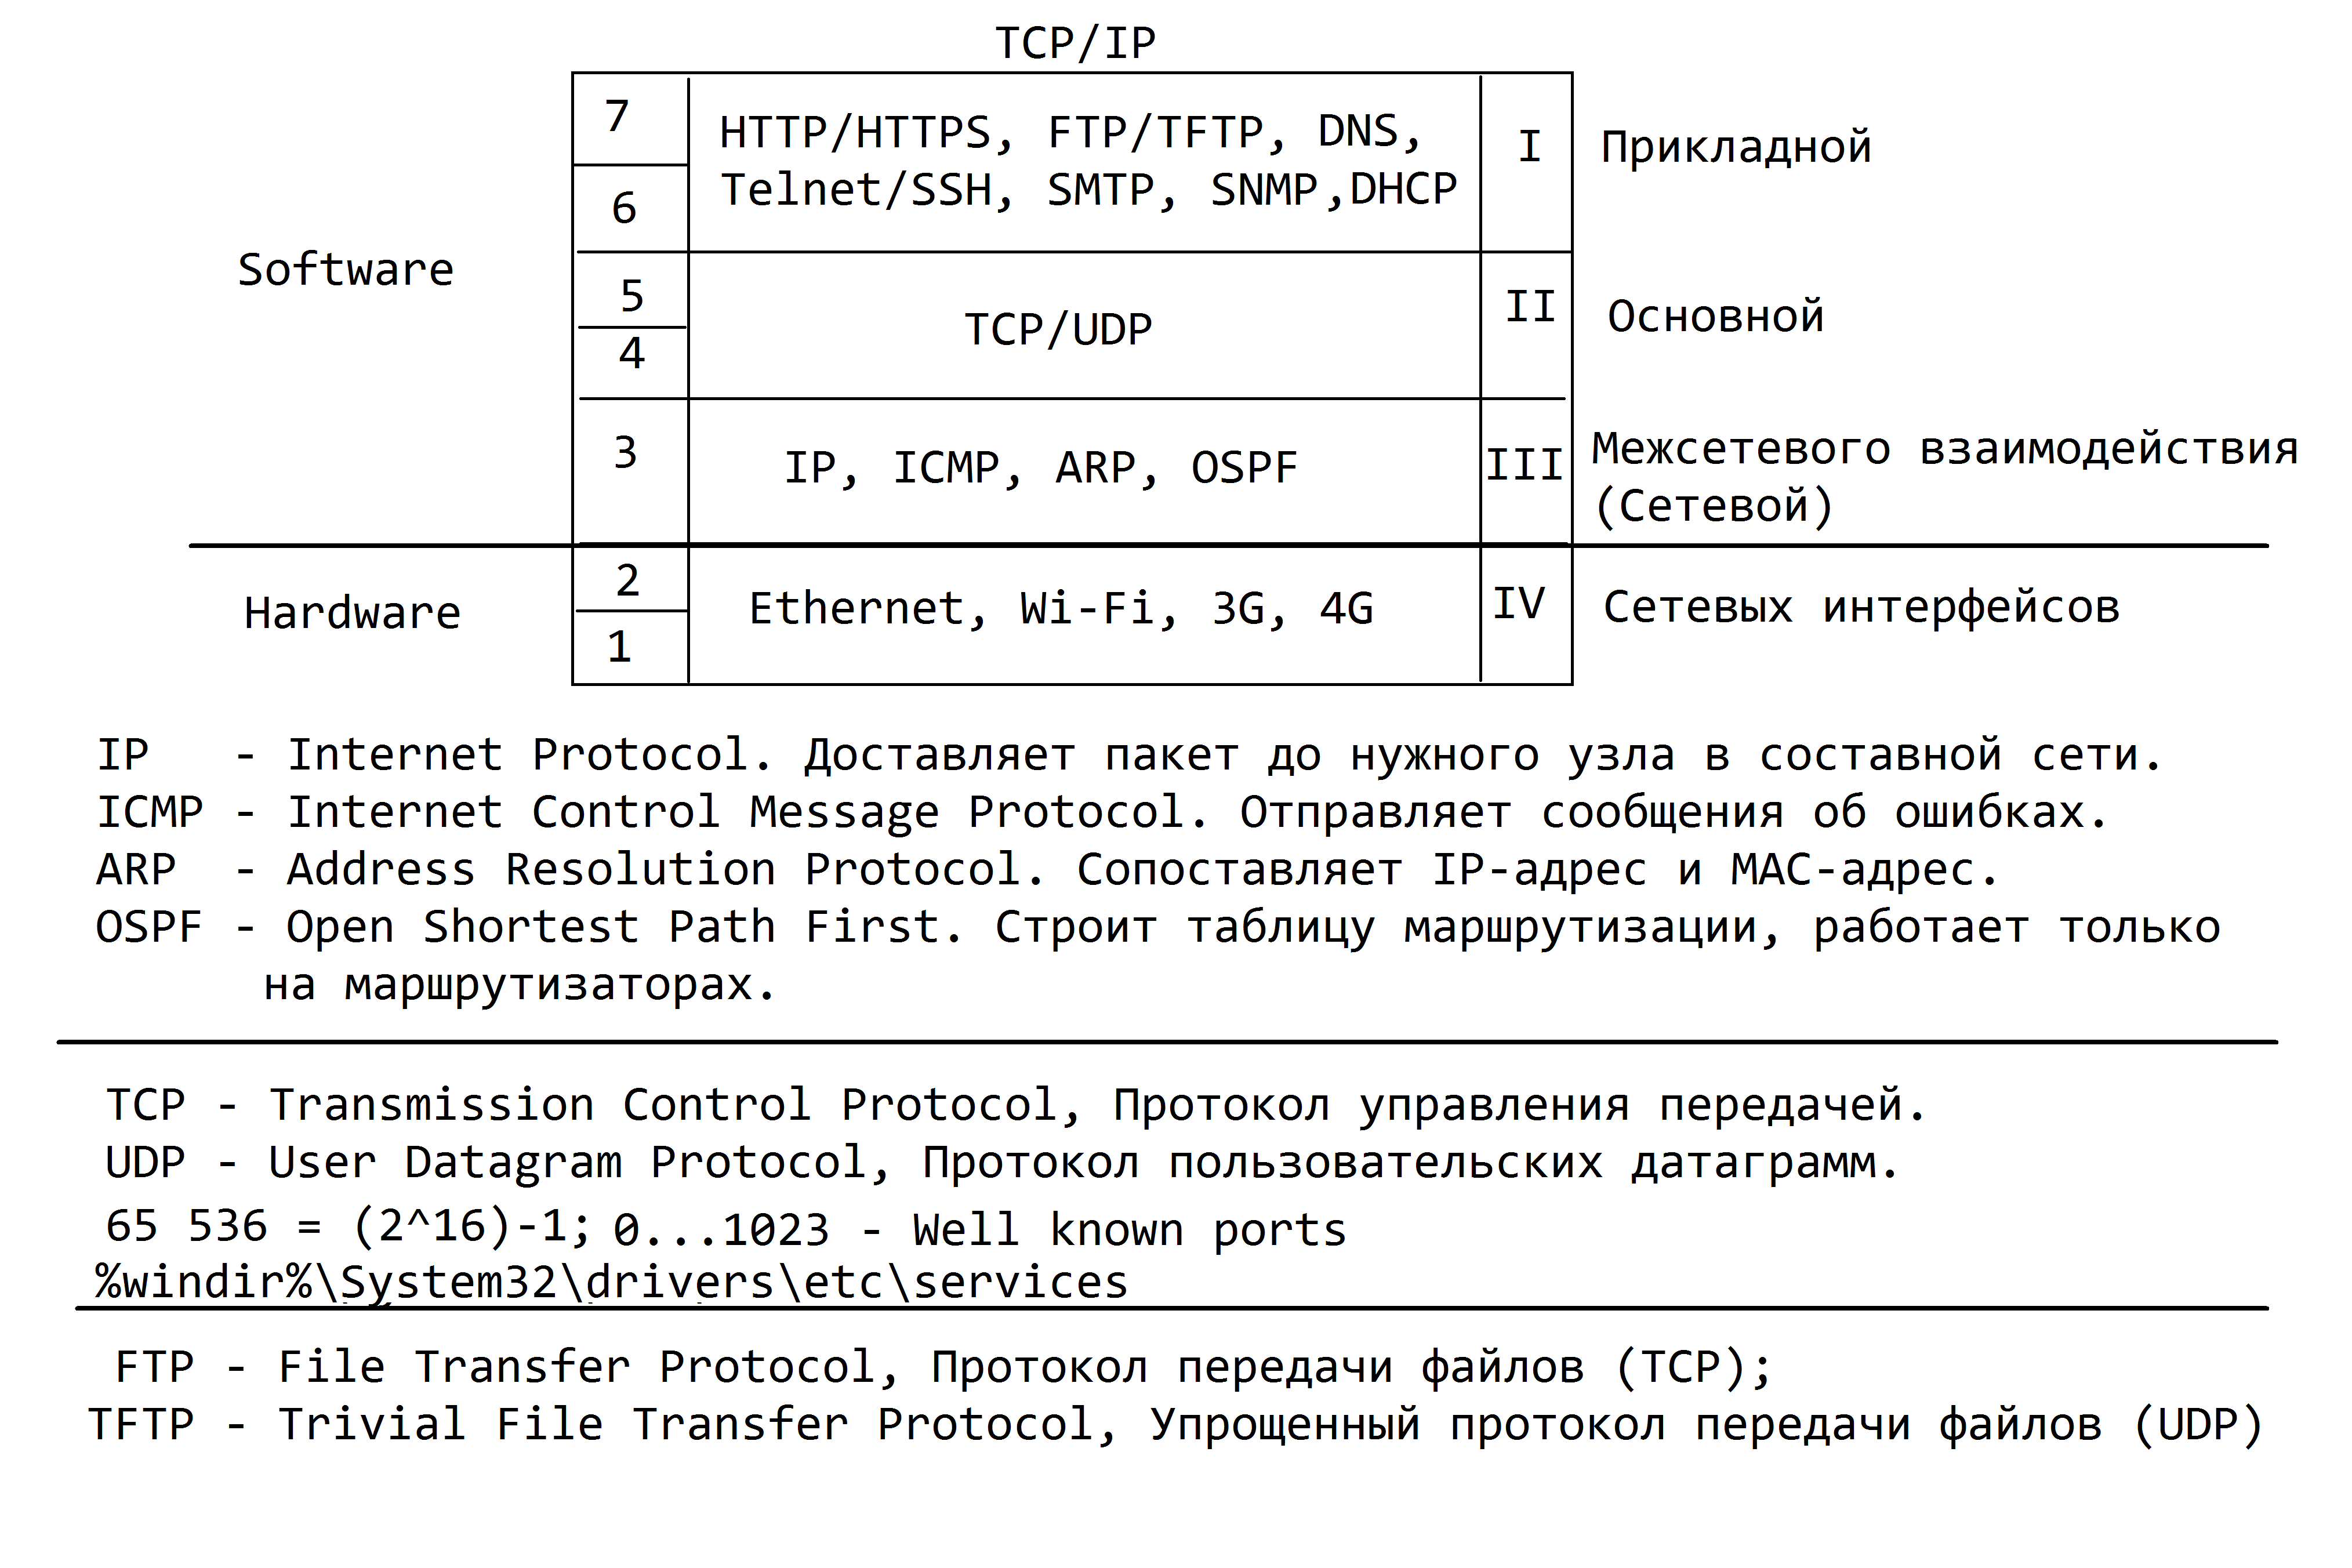 TCP/IP
7
HTTP/HTTPS, FTP/TFTP, DNS,
I
Прикладной
6
Telnet/SSH, SMTP, SNMP,DHCP
Software
5
TCP/UDP
II
Основной
4
3
IP, ICMP, ARP, OSPF
III
Межсетевого взаимодействия
(Сетевой)
Hardware
2
Ethernet, Wi-Fi, 3G, 4G
IV
Сетевых интерфейсов
1
IP - Internet Protocol. Доставляет пакет до нужного узла в составной сети.
ICMP - Internet Control Message Protocol. Отправляет сообщения об ошибках.
ARP - Address Resolution Protocol. Сопоставляет IP-адрес и MAC-адрес.
OSPF - Open Shortest Path First. Строит таблицу маршрутизации, работает только
на маршрутизаторах.
TCP - Transmission Control Protocol, Протокол управления передачей.
UDP - User Datagram Protocol, Протокол пользовательских датаграмм.
65 536 = (2^16)-1; 0...1023 - Well known ports
%windir%\System32\drivers\etc\services
FTP - File Transfer Protocol, Протокол передачи файлов (TCP);
TFTP - Trivial File Transfer Protocol, Упрощенный протокол передачи файлов (UDP)